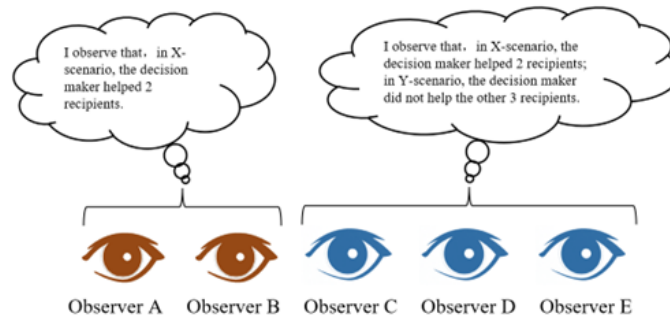 I observe that, in X-
scenario, the decision
maker helped 2
recipients.
I observe that, in X-scenario, the
decision maker helped 2 recipients;
in Y-scenario, the decision maker
did not help the other 3 recipients.
Observer A Observer B Observer C Observer D Observer E